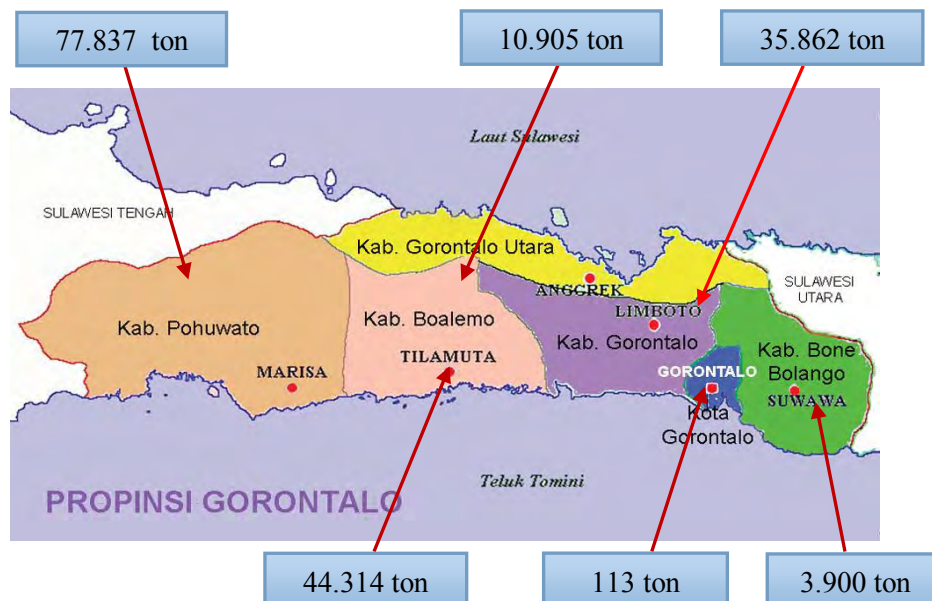 77.837 ton
10.905 ton
35.862 ton
Laut Sulawesi
SULAWESI TENGAH
Kab. Gorontalo Utara
SULAWESI
UTARA
ANGGREK
LIMBOTO
Kab. Pohuwato
Kab. Boalemo
Kab. Gorontalo
Kab. Bone
Bolango
MARISA
TILAMUTA
GORONTALO
SUWAWA
Kota
Gorontalo
Teluk Tomini
PROPINSI GORONTALO
44.314 ton
113 ton
3.900 ton